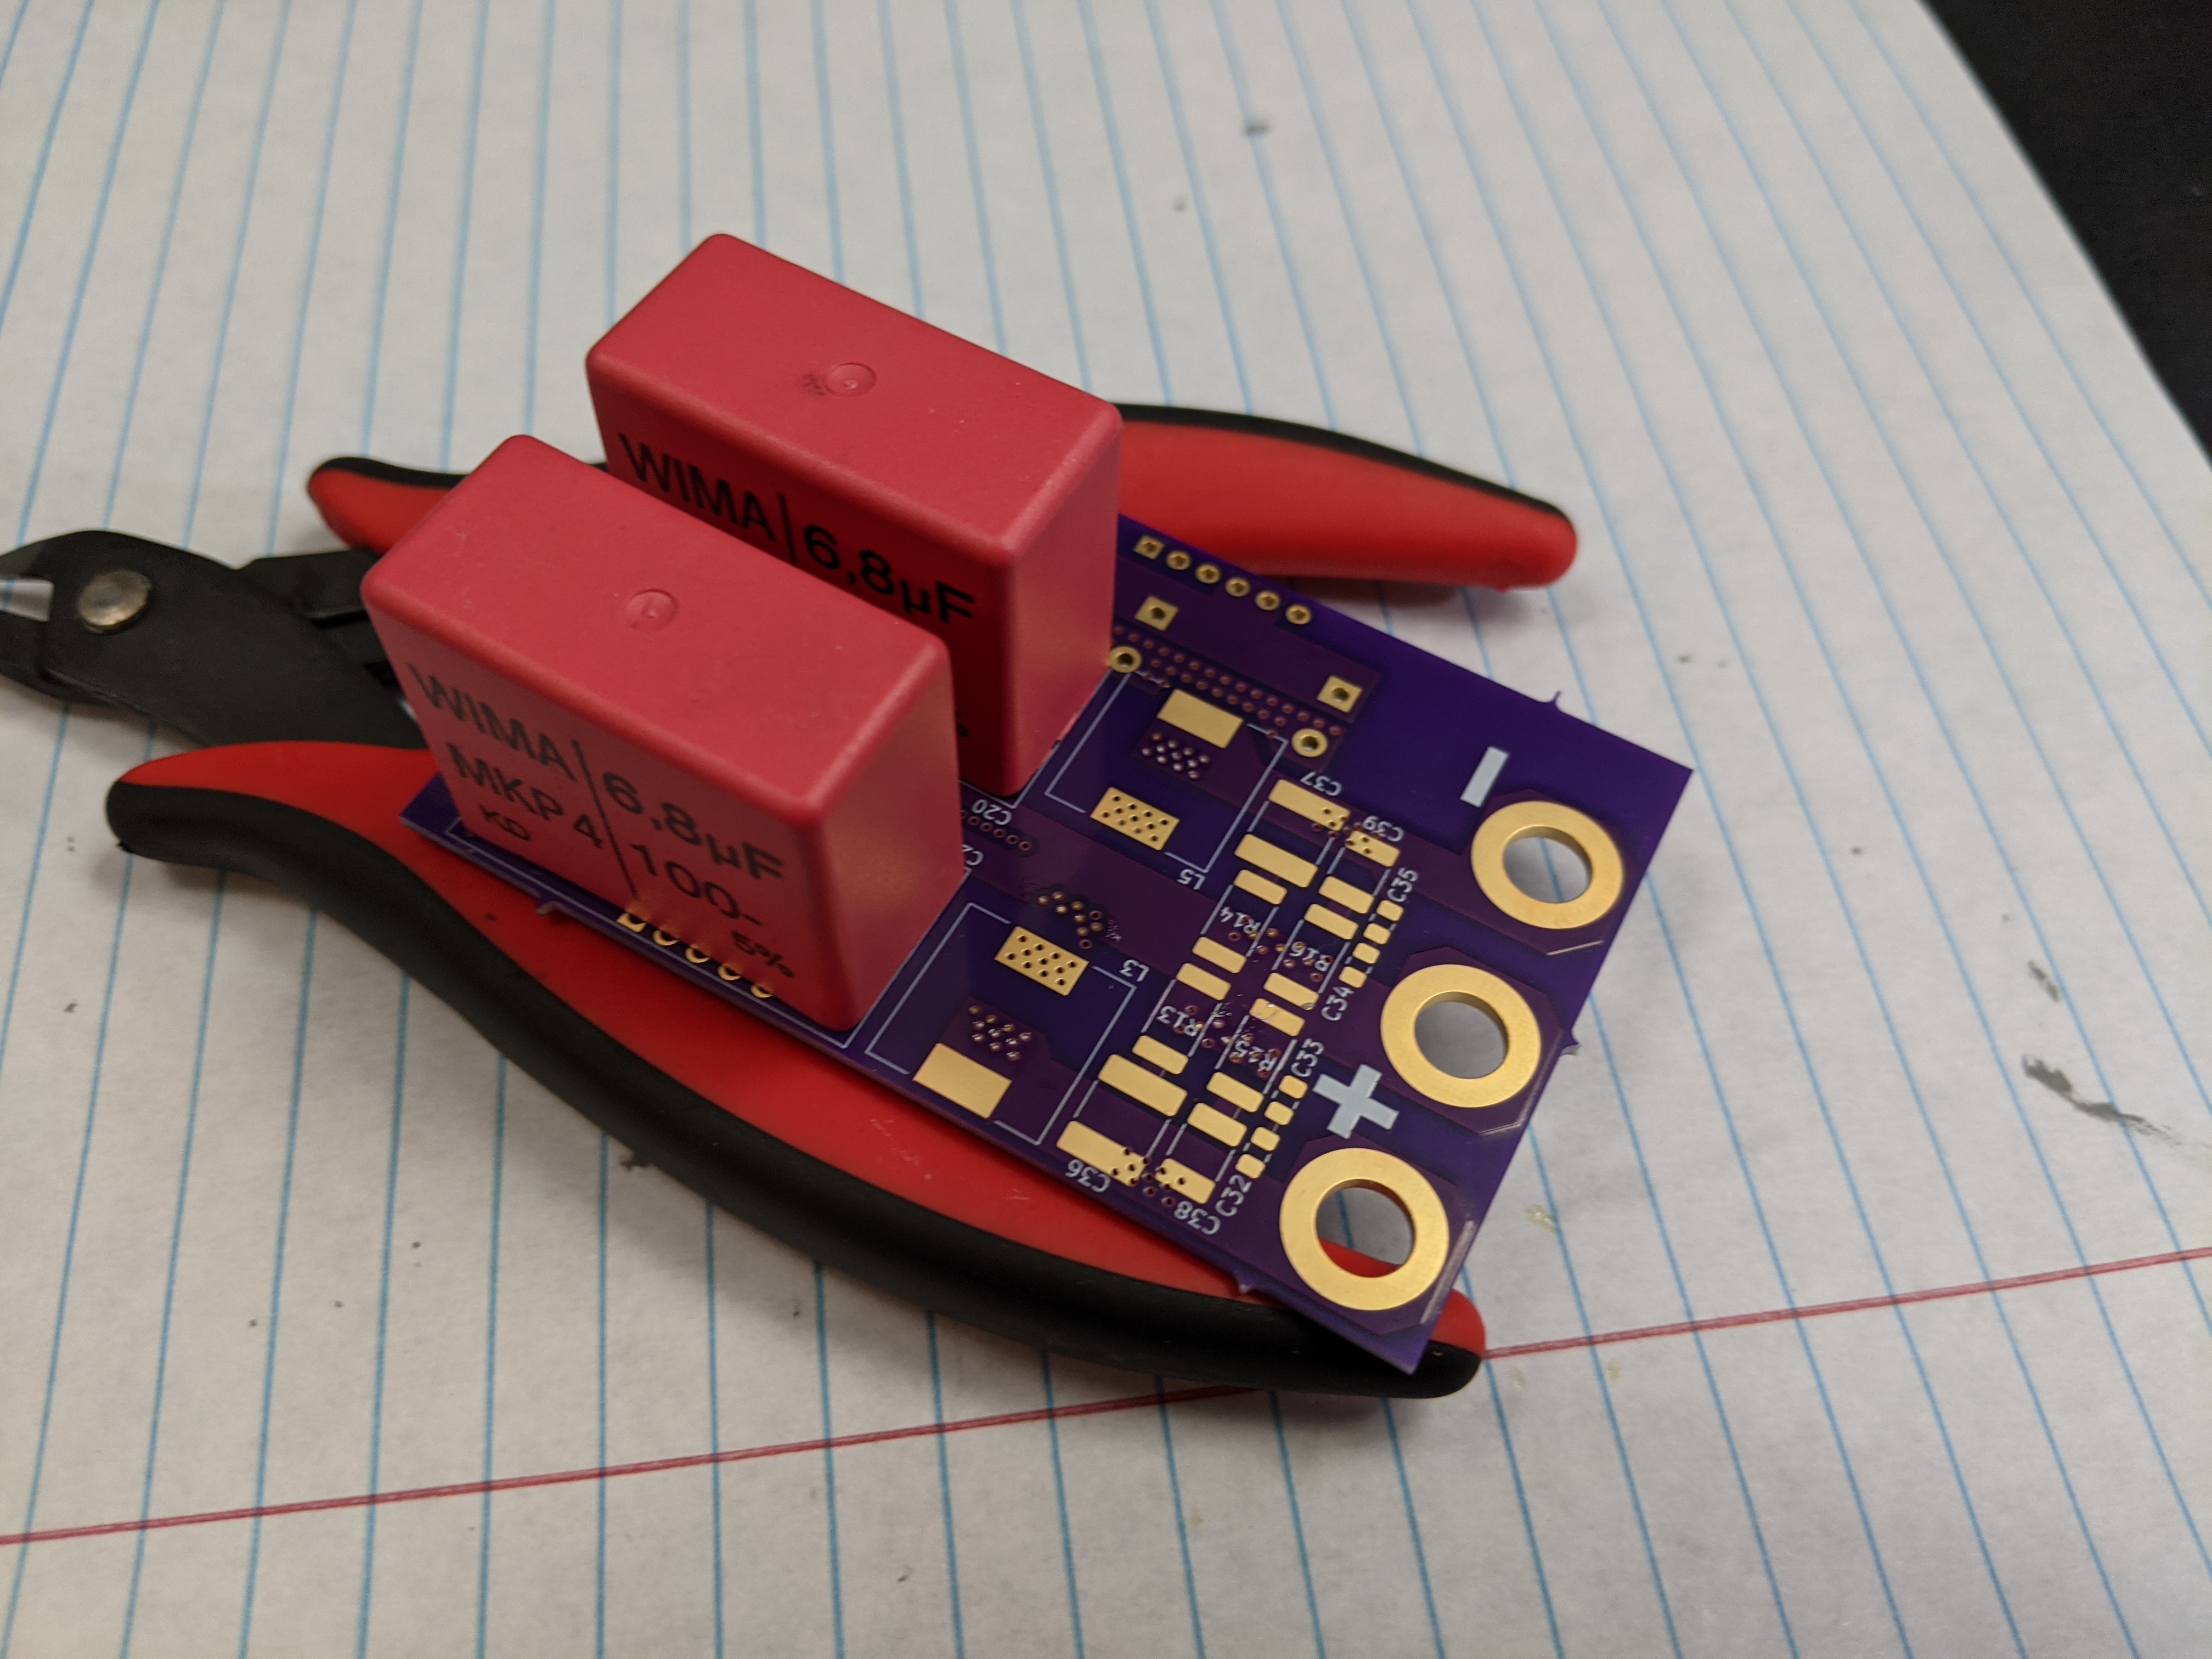 WIMA 6,8µF
WIMA 6,8µF
MKP 4 100-
KD 5%
C20
L5
L3
C37
C39
C35
R14
R16
C34
R13
R15
C33
+
-
C36
C38
C32